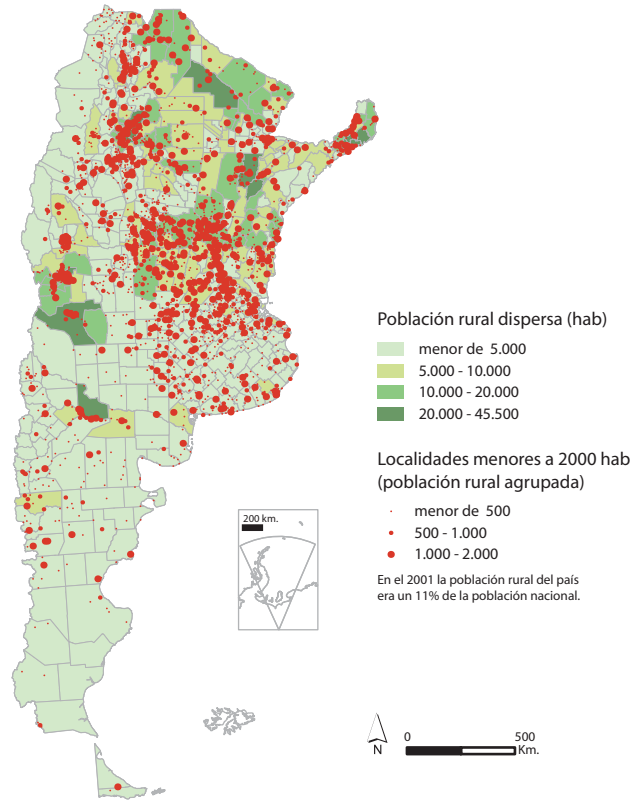 Población rural dispersa (hab)
menor de 5.000
5.000 - 10.000
10.000 - 20.000
20.000 - 45.500
Localidades menores a 2000 hab
(población rural agrupada)
menor de 500
500 - 1.000
1.000 - 2.000
En el 2001 la población rural del país
era un 11% de la población nacional.
200 km.
N
0 500
Km.